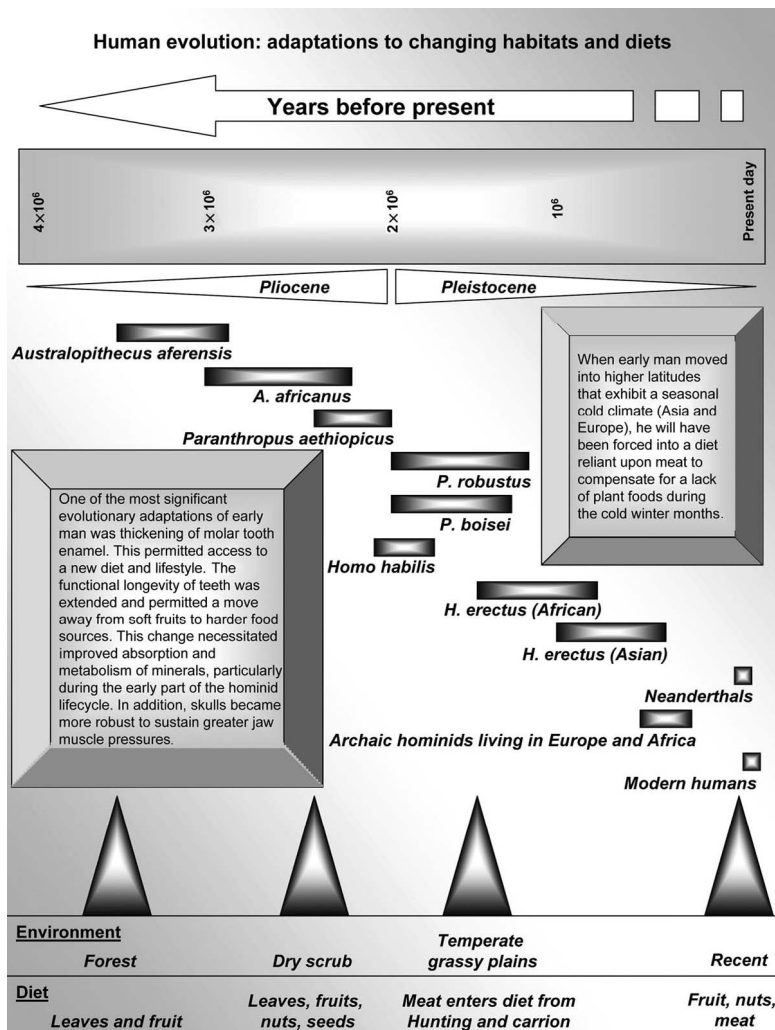 Human evolution: adaptations to changing habitats and diets
Years before present
4×10⁶
3×10⁶
2×10⁶
10⁶
Present day
Pliocene
Pleistocene
Australopithecus aferensis
A. africanus
Paranthropus aethiopicus
P. robustus
P. boisei
Homo habilis
H. erectus (African)
H. erectus (Asian)
Neanderthals
Archaic hominids living in Europe and Africa
Modern humans
When early man moved
into higher latitudes
that exhibit a seasonal
cold climate (Asia and
Europe), he will have
been forced into a diet
reliant upon meat to
compensate for a lack
of plant foods during
the cold winter months.
One of the most significant
evolutionary adaptations of early
man was thickening of molar tooth
enamel. This permitted access to
a new diet and lifestyle. The
functional longevity of teeth was
extended and permitted a move
away from soft fruits to harder food
sources. This change necessitated
improved absorption and
metabolism of minerals, particularly
during the early part of the hominid
lifecycle. In addition, skulls became
more robust to sustain greater jaw
muscle pressures.
Environment
Forest
Dry scrub
Temperate
grassy plains
Recent
Diet
Leaves and fruit
Leaves, fruits,
nuts, seeds
Meat enters diet from
Hunting and carrion
Fruit, nuts,
meat